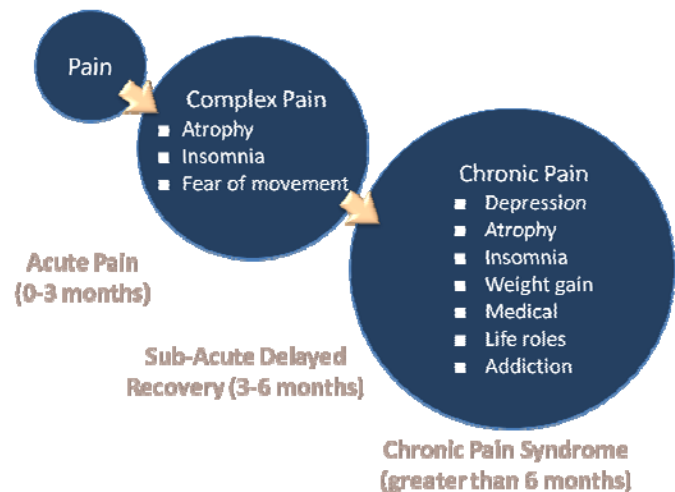 Pain
Complex Pain
▪ Atrophy
▪ Insomnia
▪ Fear of movement
Acute Pain
(0-3 months)
Chronic Pain
▪ Depression
▪ Atrophy
▪ Insomnia
▪ Weight gain
▪ Medical
▪ Life roles
▪ Addiction
Sub-Acute Delayed
Recovery (3-6 months)
Chronic Pain Syndrome
(greater than 6 months)